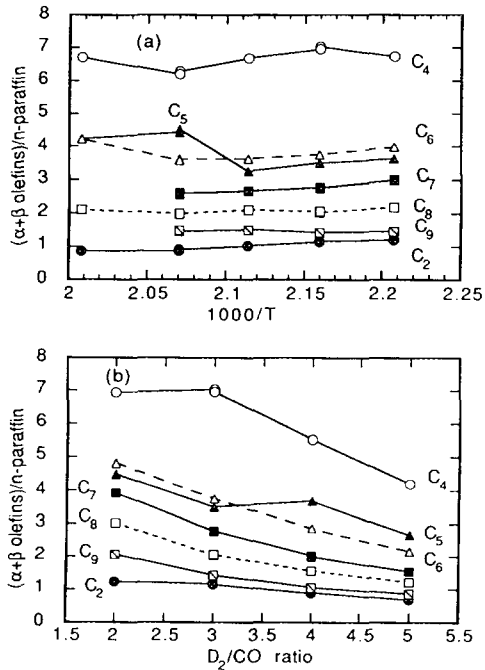 8
(a)
7
C₄
6
5
C₅
C₆
4
C₇
3
C₈
2
C₉
1
C₂
0
(α+β olefins)/n-paraffin
2 2.05 2.1 2.15 2.2 2.25
1000/T
8
(b)
7
6
5
C₄
C₇
4
C₈
3
C₅
C₉
2
C₆
C₂
1
0
(α+β olefins)/n-paraffin
1.5 2 2.5 3 3.5 4 4.5 5 5.5
D₂/CO ratio